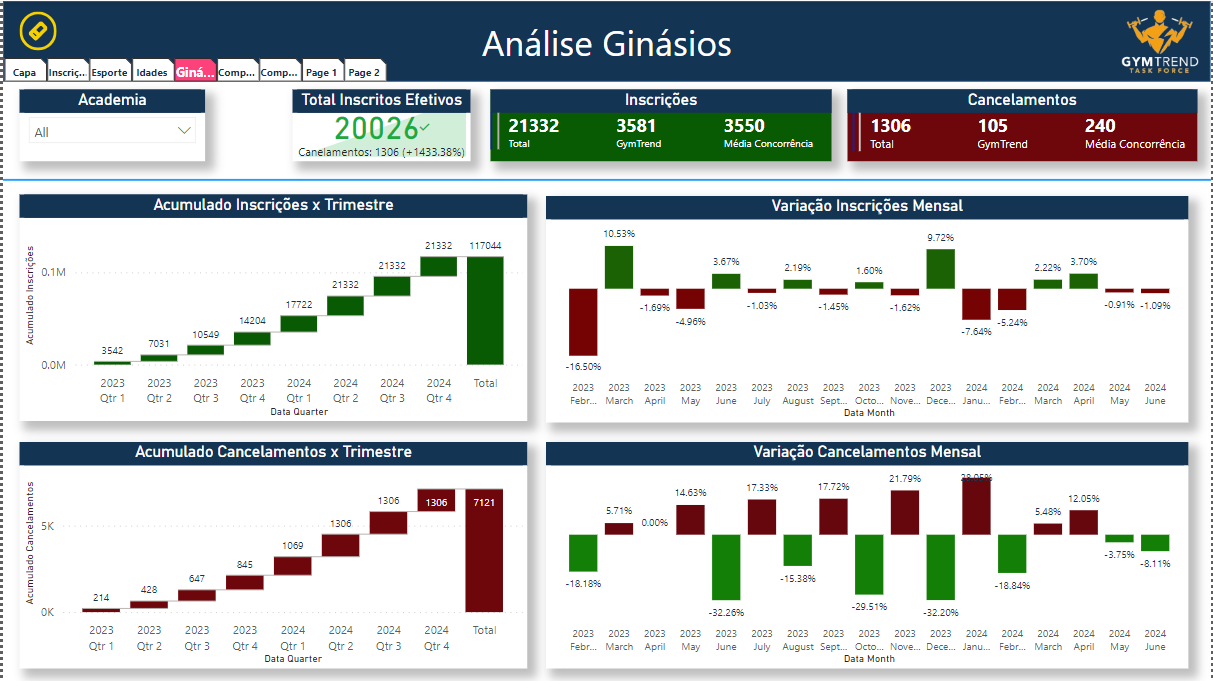 Análise Ginásios
GYMTREND
TASK FORCE
Capa Inscriç... Esporte Idades Giná... Comp... Comp... Page 1 Page 2
Academia
All
Total Inscritos Efetivos
20026
Canelamentos: 1306 (+1433.38%)
Inscrições
21332 3581 3550
Total GymTrend Média Concorrência
Cancelamentos
1306 105 240
Total GymTrend Média Concorrência
Acumulado Inscrições x Trimestre
Acumulado Inscrições
0.1M
0.0M
3542 7031 10549 14204 17722 21332 21332 21332 117044
2023 2023 2023 2023 2024 2024 2024 2024 Total
Qtr 1 Qtr 2 Qtr 3 Qtr 4 Qtr 1 Qtr 2 Qtr 3 Qtr 4
Data Quarter
Variação Inscrições Mensal
-16.50% 10.53% -1.69% -4.96% 3.67% -1.03% 2.19% -1.45% 1.60% -1.62% 9.72% -7.64% -5.24% 2.22% 3.70% -0.91% -1.09%
2023 2023 2023 2023 2023 2023 2023 2023 2023 2023 2023 2024 2024 2024 2024 2024 2024
Febr... March April May June July August Sept... Octo... Nove... Dece... Janu... Febr... March April May June
Data Month
Acumulado Cancelamentos x Trimestre
Acumulado Cancelamentos
5K
0K
214 428 647 845 1069 1306 1306 1306 7121
2023 2023 2023 2023 2024 2024 2024 2024 Total
Qtr 1 Qtr 2 Qtr 3 Qtr 4 Qtr 1 Qtr 2 Qtr 3 Qtr 4
Data Quarter
Variação Cancelamentos Mensal
-18.18% 5.71% 0.00% 14.63% -32.26% 17.33% -15.38% 17.72% -29.51% 21.79% -32.20% -18.84% 5.48% 12.05% -3.75% -8.11%
2023 2023 2023 2023 2023 2023 2023 2023 2023 2023 2023 2024 2024 2024 2024 2024 2024
Febr... March April May June July August Sept... Octo... Nove... Dece... Janu... Febr... March April May June
Data Month